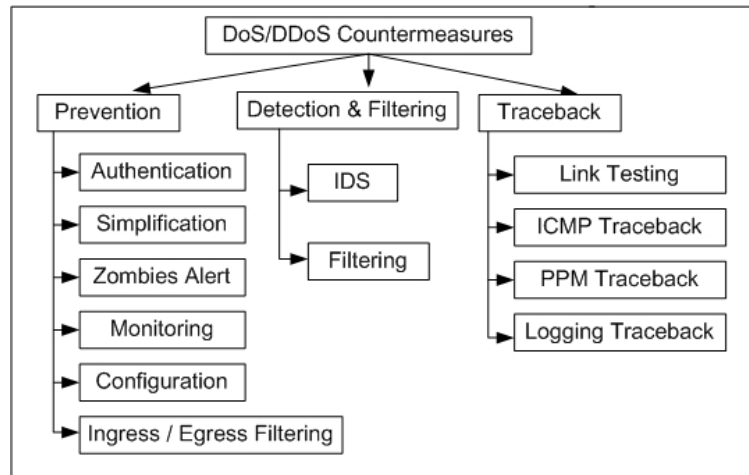 DoS/DDoS Countermeasures
Prevention
Detection & Filtering
Traceback
Authentication
Simplification
Zombies Alert
Monitoring
Configuration
Ingress / Egress Filtering
IDS
Filtering
Link Testing
ICMP Traceback
PPM Traceback
Logging Traceback